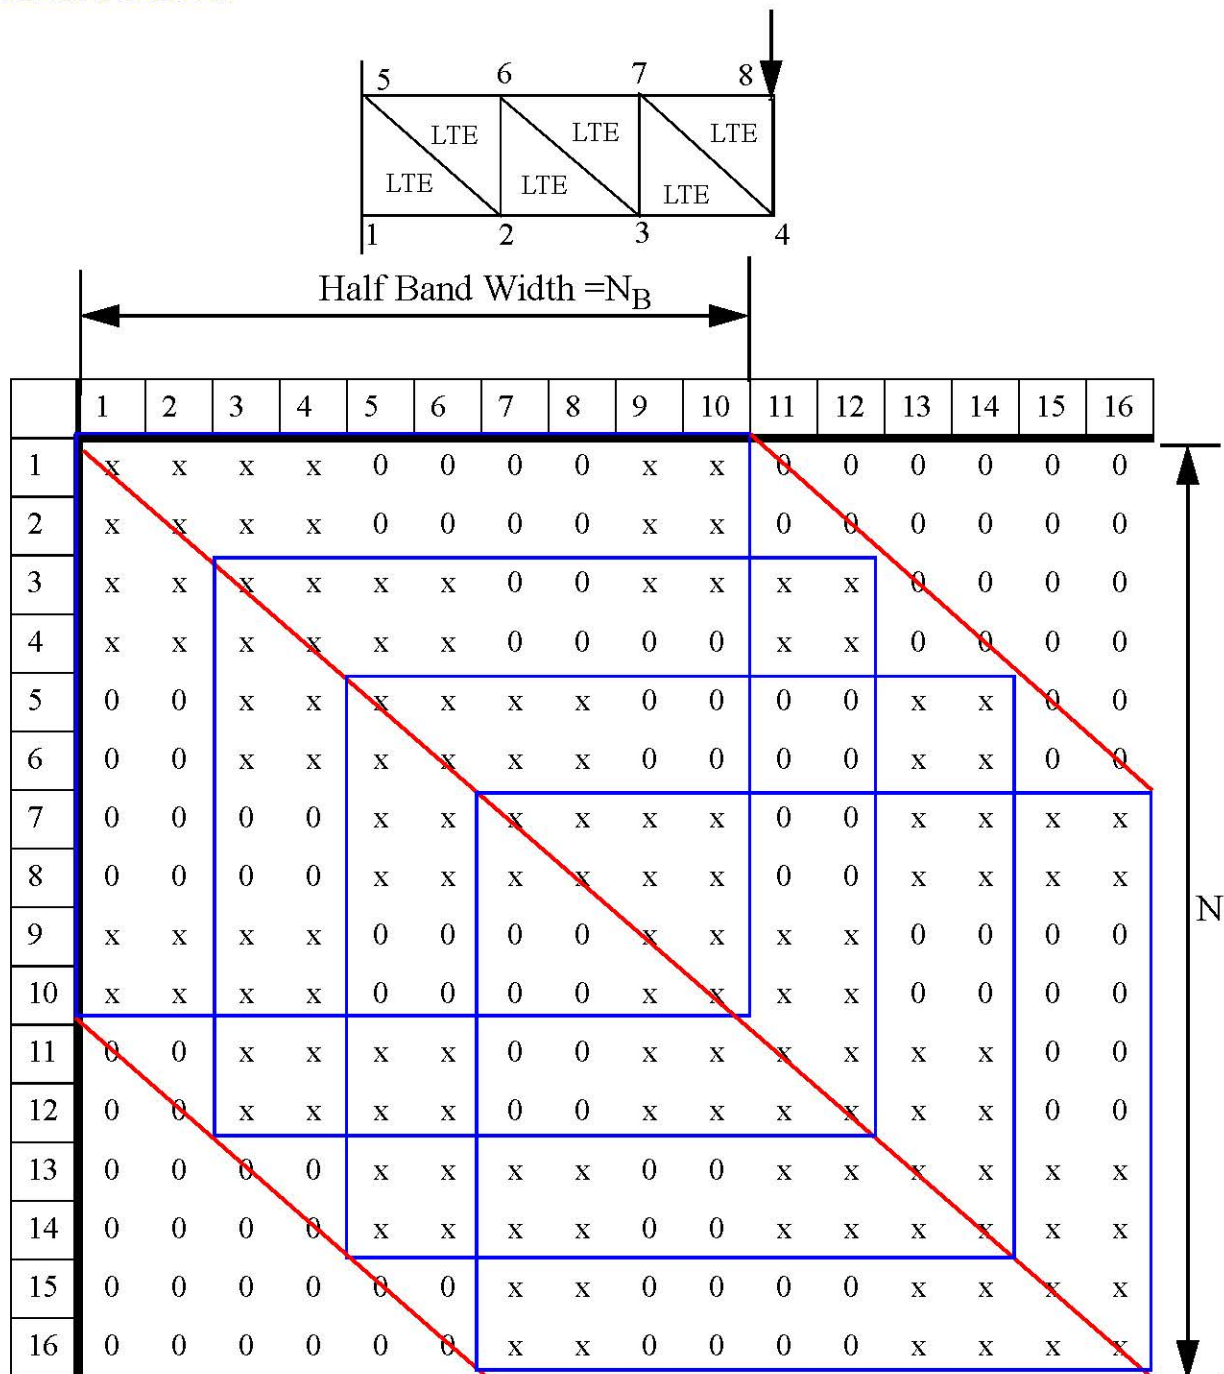 5 6 7 8
LTE LTE LTE
LTE LTE LTE
1 2 3 4
Half Band Width =N_B
1 2 3 4 5 6 7 8 9 10 11 12 13 14 15 16
1 x x x x 0 0 0 0 x x 0 0 0 0 0 0
2 x x x x 0 0 0 0 x x 0 0 0 0 0 0
3 x x x x x x 0 0 x x x x 0 0 0 0
4 x x x x x x 0 0 0 0 x x 0 0 0 0
5 0 0 x x x x x x 0 0 0 0 x x 0 0
6 0 0 x x x x x x 0 0 0 0 x x 0 0
7 0 0 0 0 x x x x x x 0 0 x x x x
8 0 0 0 0 x x x x x x 0 0 x x x x
N
9 x x x x 0 0 0 0 x x x x 0 0 0 0
10 x x x x 0 0 0 0 x x x x 0 0 0 0
11 0 0 x x x x 0 0 x x x x x x 0 0
12 0 0 x x x x 0 0 x x x x x x 0 0
13 0 0 0 0 x x x x 0 0 x x x x x x
14 0 0 0 0 x x x x 0 0 x x x x x x
15 0 0 0 0 0 0 x x 0 0 0 0 x x x x
16 0 0 0 0 0 0 x x 0 0 0 0 x x x x